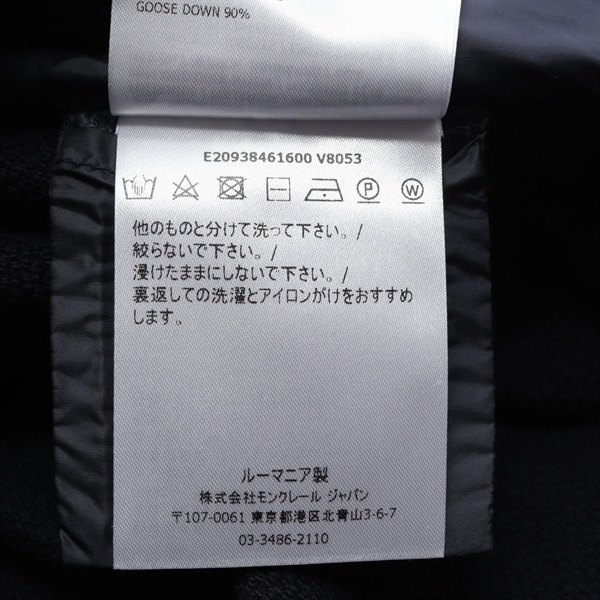 GOOSE DOWN 90%
E20938461600 V8053
P
W
他のものと分けて洗って下さい。/
絞らないで下さい。/
浸けたままにしないで下さい。/
裏返しての洗濯とアイロンがけをおすすめ
します。
ルーマニア製
株式会社モンクレール ジャパン
〒107-0061 東京都港区北青山3-6-7
03-3486-2110